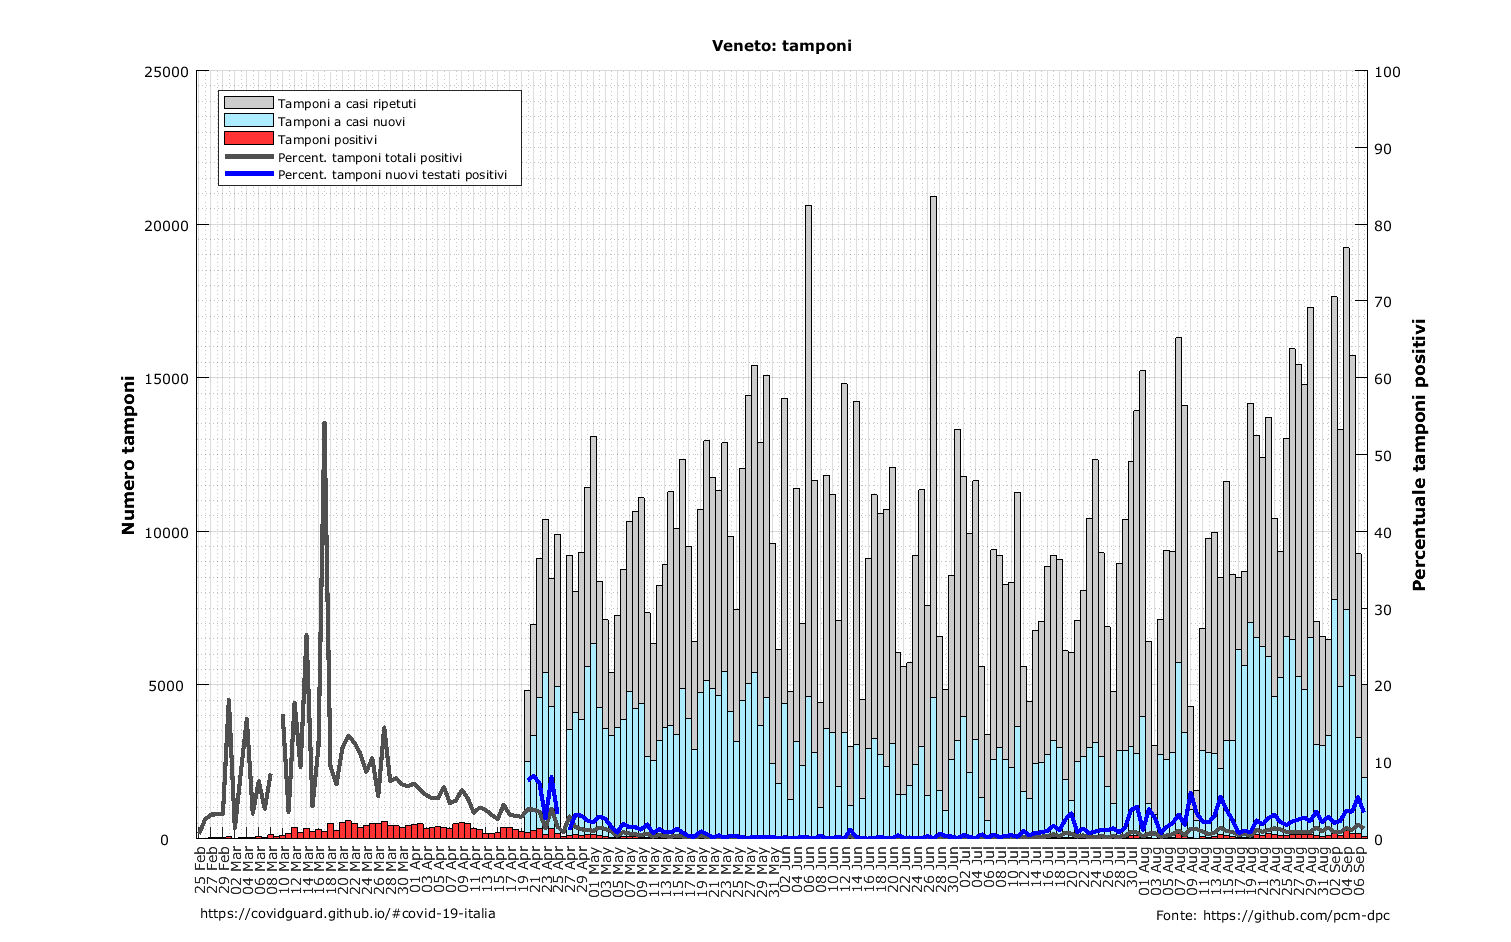 Veneto: tamponi
25000
20000
15000
10000
5000
0
Numero tamponi
Tamponi a casi ripetuti
Tamponi a casi nuovi
Tamponi positivi
Percent. tamponi totali positivi
Percent. tamponi nuovi testati positivi
100
90
80
70
60
50
40
30
20
10
0
Percentuale tamponi positivi
25 Feb
27 Feb
29 Feb
02 Mar
04 Mar
06 Mar
08 Mar
10 Mar
12 Mar
14 Mar
16 Mar
18 Mar
20 Mar
22 Mar
24 Mar
26 Mar
28 Mar
30 Mar
01 Apr
03 Apr
05 Apr
07 Apr
09 Apr
11 Apr
13 Apr
15 Apr
17 Apr
19 Apr
21 Apr
23 Apr
25 Apr
27 Apr
29 Apr
01 May
03 May
05 May
07 May
09 May
11 May
13 May
15 May
17 May
19 May
21 May
23 May
25 May
27 May
29 May
31 May
02 Jun
04 Jun
06 Jun
08 Jun
10 Jun
12 Jun
14 Jun
16 Jun
18 Jun
20 Jun
22 Jun
24 Jun
26 Jun
28 Jun
30 Jun
02 Jul
04 Jul
06 Jul
08 Jul
10 Jul
12 Jul
14 Jul
16 Jul
18 Jul
20 Jul
22 Jul
24 Jul
26 Jul
28 Jul
30 Jul
01 Aug
03 Aug
05 Aug
07 Aug
09 Aug
11 Aug
13 Aug
15 Aug
17 Aug
19 Aug
21 Aug
23 Aug
25 Aug
27 Aug
29 Aug
31 Aug
02 Sep
04 Sep
06 Sep
https://covidguard.github.io/#covid-19-italia
Fonte: https://github.com/pcm-dpc